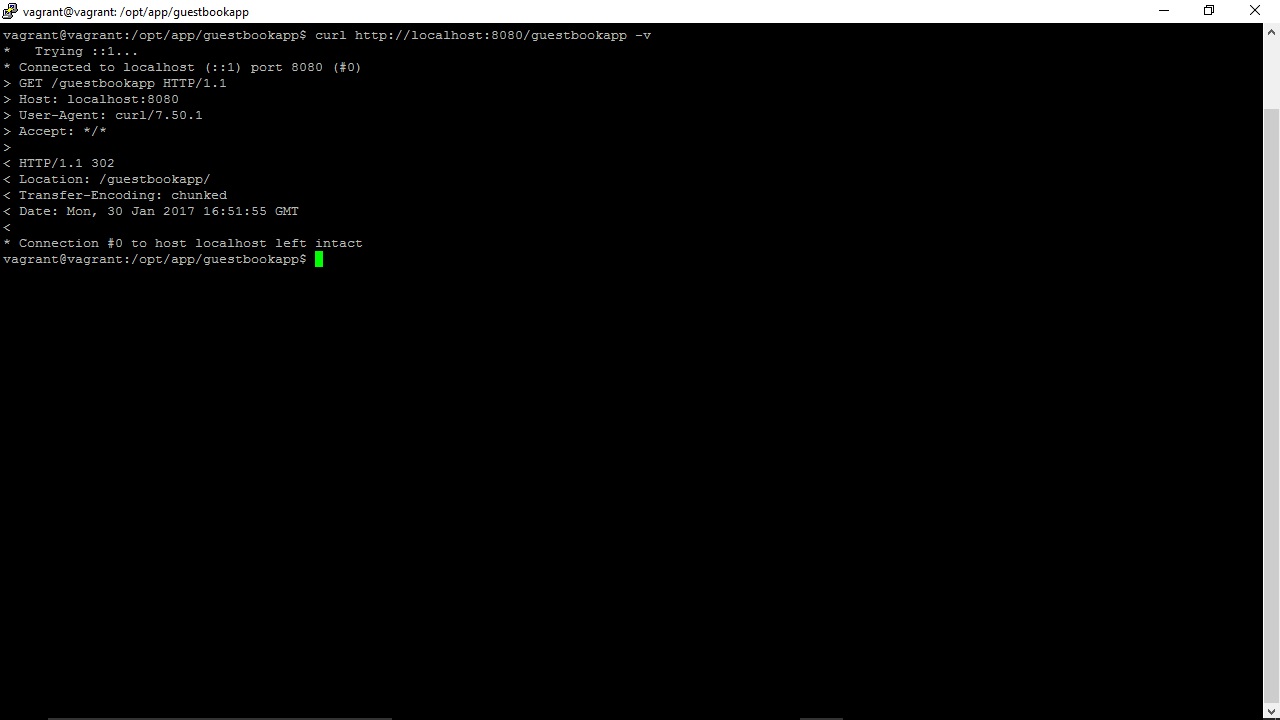 vagrant@vagrant: /opt/app/guestbookapp
vagrant@vagrant:/opt/app/guestbookapp$ curl http://localhost:8080/guestbookapp -v
*   Trying ::1...
* Connected to localhost (::1) port 8080 (#0)
> GET /guestbookapp HTTP/1.1
> Host: localhost:8080
> User-Agent: curl/7.50.1
> Accept: */*
>
< HTTP/1.1 302
< Location: /guestbookapp/
< Transfer-Encoding: chunked
< Date: Mon, 30 Jan 2017 16:51:55 GMT
<
* Connection #0 to host localhost left intact
vagrant@vagrant:/opt/app/guestbookapp$